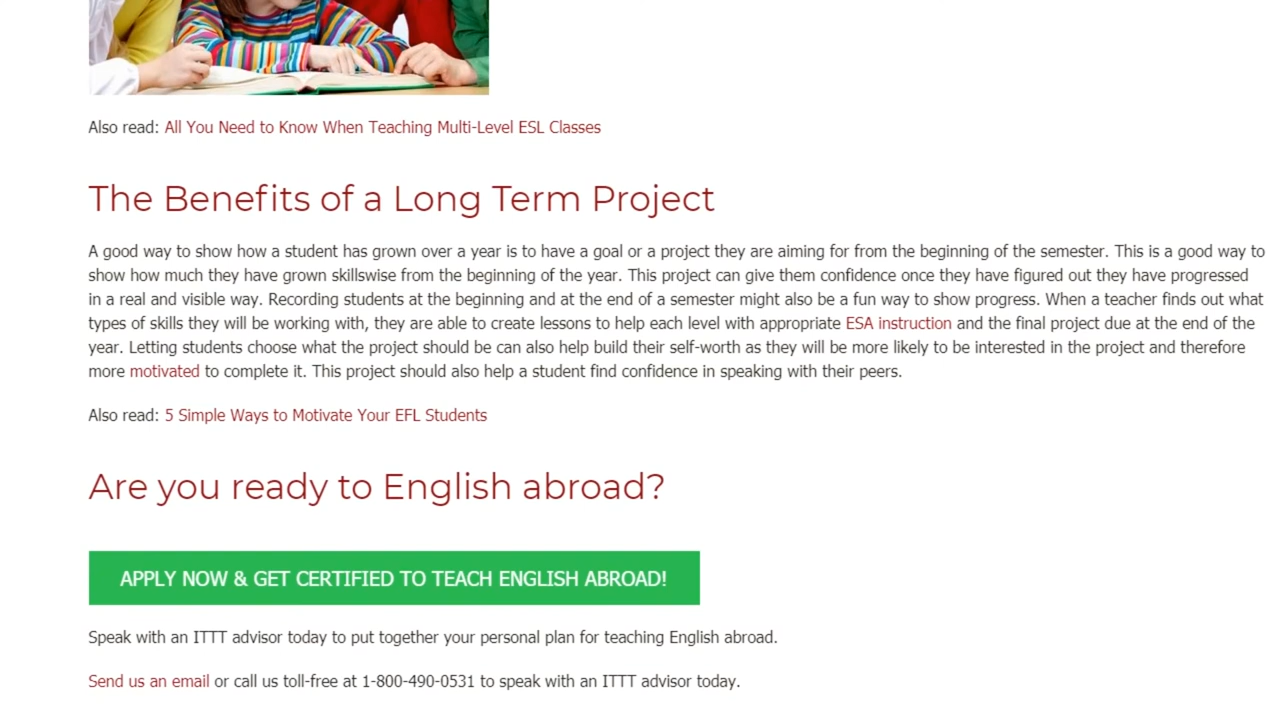 Also read: All You Need to Know When Teaching Multi-Level ESL Classes
The Benefits of a Long Term Project
A good way to show how a student has grown over a year is to have a goal or a project they are aiming for from the beginning of the semester. This is a good way to
show how much they have grown skillswise from the beginning of the year. This project can give them confidence once they have figured out they have progressed
in a real and visible way. Recording students at the beginning and at the end of a semester might also be a fun way to show progress. When a teacher finds out what
types of skills they will be working with, they are able to create lessons to help each level with appropriate ESA instruction and the final project due at the end of the
year. Letting students choose what the project should be can also help build their self-worth as they will be more likely to be interested in the project and therefore
more motivated to complete it. This project should also help a student find confidence in speaking with their peers.
Also read: 5 Simple Ways to Motivate Your EFL Students
Are you ready to English abroad?
APPLY NOW & GET CERTIFIED TO TEACH ENGLISH ABROAD!
Speak with an ITTT advisor today to put together your personal plan for teaching English abroad.
Send us an email or call us toll-free at 1-800-490-0531 to speak with an ITTT advisor today.